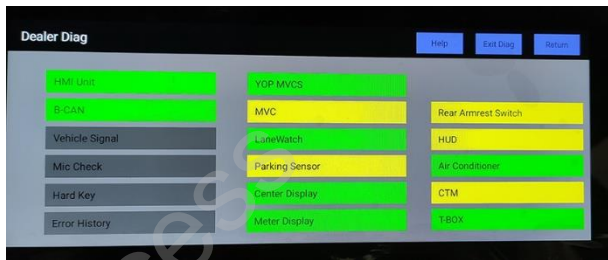 Dealer Diag
Help
Exit Diag
Return
HMI Unit
B-CAN
Vehicle Signal
Mic Check
Hard Key
Error History
YOP MVCS
MVC
LaneWatch
Parking Sensor
Center Display
Meter Display
Rear Armrest Switch
HUD
Air Conditioner
CTM
T-BOX